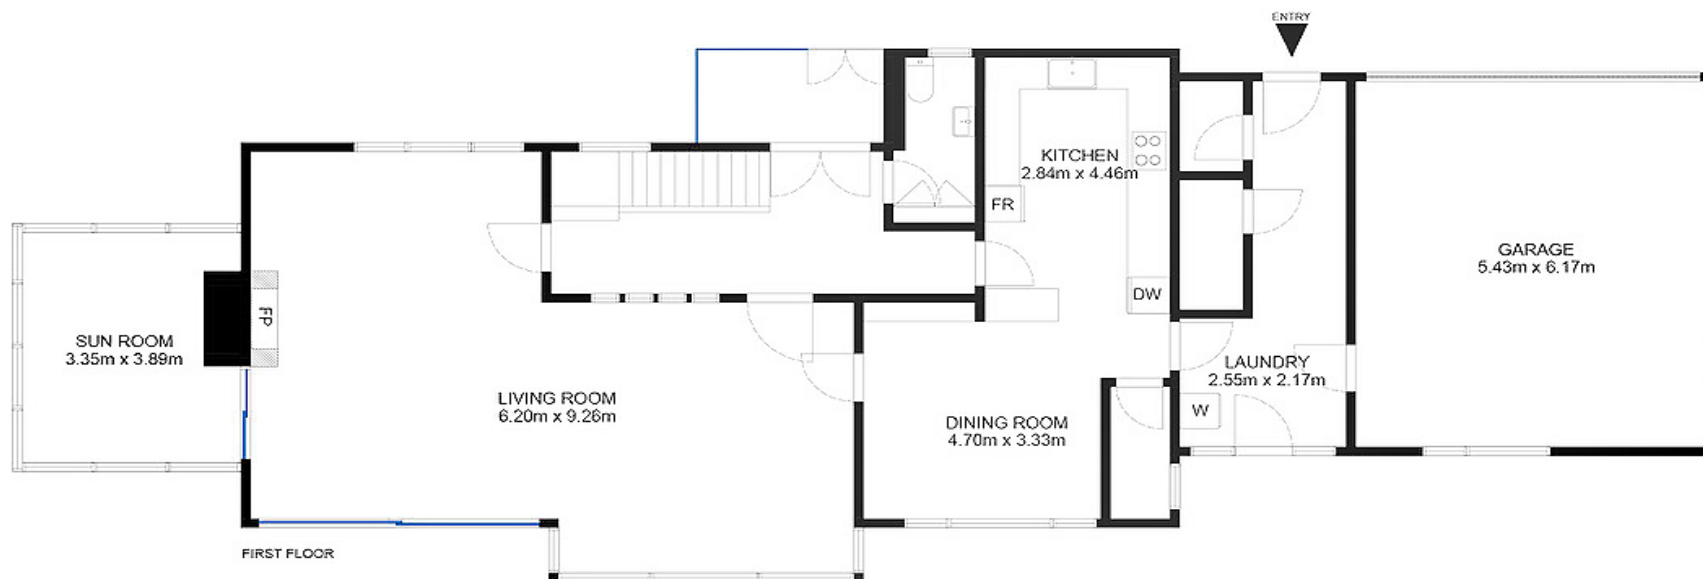 ENTRY
KITCHEN
2.84m x 4.46m
FR
GARAGE
5.43m x 6.17m
DW
FP
SUN ROOM
3.35m x 3.89m
LAUNDRY
2.55m x 2.17m
LIVING ROOM
6.20m x 9.26m
W
DINING ROOM
4.70m x 3.33m
FIRST FLOOR